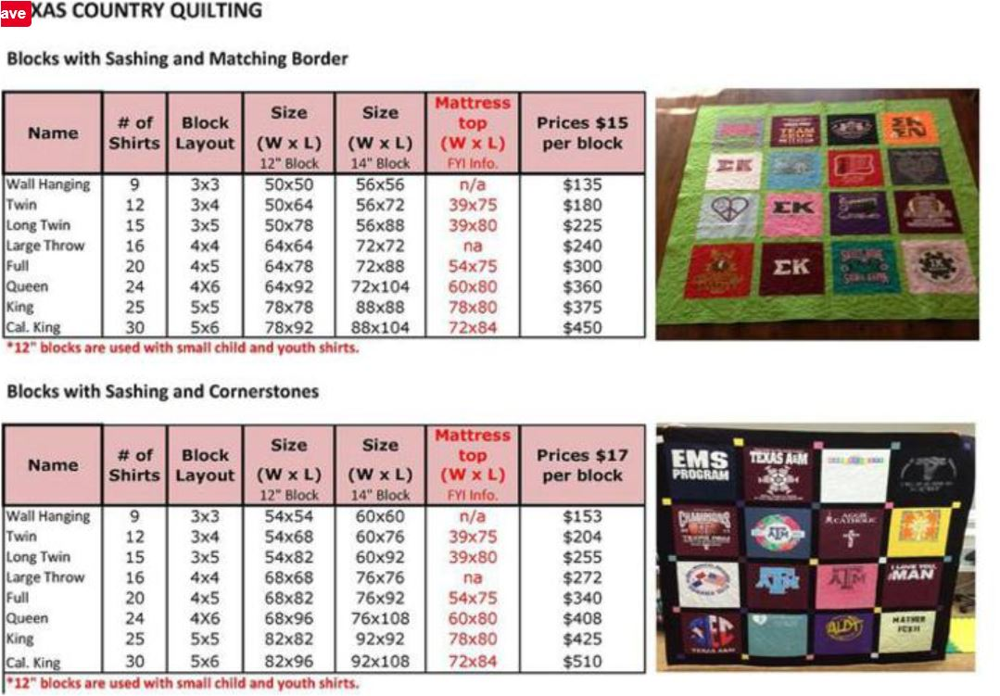 ave
XAS COUNTRY QUILTING
Blocks with Sashing and Matching Border
Name # of Shirts Block Layout Size (W x L) 12" Block Size (W x L) 14" Block Mattress top (W x L) FYI Info. Prices $15 per block
Wall Hanging 9 3x3 50x50 56x56 n/a $135
Twin 12 3x4 50x64 56x72 39x75 $180
Long Twin 15 3x5 50x78 56x88 39x80 $225
Large Throw 16 4x4 64x64 72x72 na $240
Full 20 4x5 64x78 72x88 54x75 $300
Queen 24 4X6 64x92 72x104 60x80 $360
King 25 5x5 78x78 88x88 78x80 $375
Cal. King 30 5x6 78x92 88x104 72x84 $450
*12" blocks are used with small child and youth shirts.
TEAM
ΣK
ΣK
ΣK
Blocks with Sashing and Cornerstones
Name # of Shirts Block Layout Size (W x L) 12" Block Size (W x L) 14" Block Mattress top (W x L) FYI Info. Prices $17 per block
Wall Hanging 9 3x3 54x54 60x60 n/a $153
Twin 12 3x4 54x68 60x76 39x75 $204
Long Twin 15 3x5 54x82 60x92 39x80 $255
Large Throw 16 4x4 68x68 76x76 na $272
Full 20 4x5 68x82 76x92 54x75 $340
Queen 24 4X6 68x96 76x108 60x80 $408
King 25 5x5 82x82 92x92 78x80 $425
Cal. King 30 5x6 82x96 92x108 72x84 $510
*12" blocks are used with small child and youth shirts.
EMS PROGRAM
TEXAS A&M
CHAMPIONS
ATM
AGGIE CATHOLIC
ATM
ATM
I LOVE YOU, MAN
SEC
ALDT
MATHER